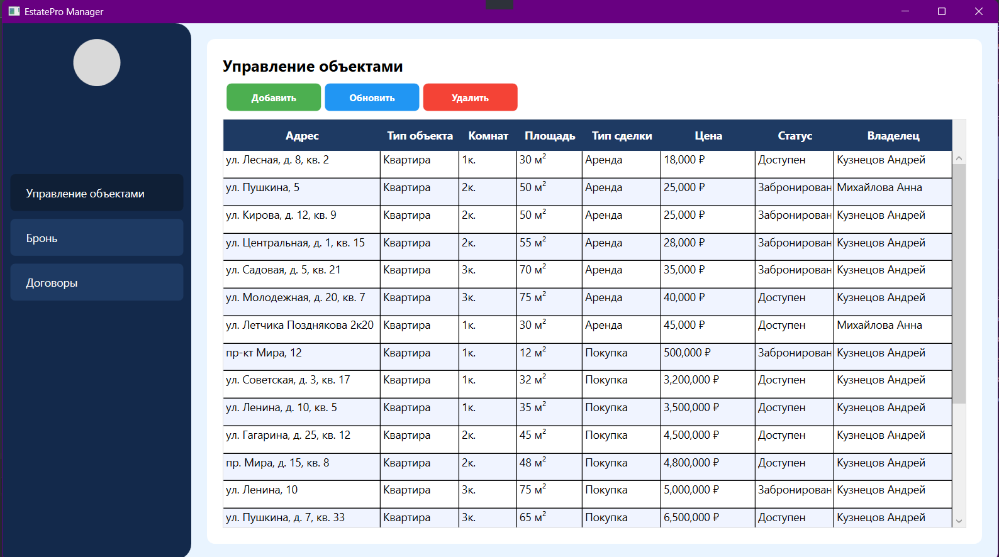 EstatePro Manager
Управление объектами
Бронь
Договоры
Управление объектами
Добавить Обновить Удалить
Адрес Тип объекта Комнат Площадь Тип сделки Цена Статус Владелец
ул. Лесная, д. 8, кв. 2 Квартира 1к. 30 м² Аренда 18,000 ₽ Доступен Кузнецов Андрей
ул. Пушкина, 5 Квартира 2к. 50 м² Аренда 25,000 ₽ Забронирован Михайлова Анна
ул. Кирова, д. 12, кв. 9 Квартира 2к. 50 м² Аренда 25,000 ₽ Забронирован Кузнецов Андрей
ул. Центральная, д. 1, кв. 15 Квартира 2к. 55 м² Аренда 28,000 ₽ Забронирован Кузнецов Андрей
ул. Садовая, д. 5, кв. 21 Квартира 3к. 70 м² Аренда 35,000 ₽ Забронирован Кузнецов Андрей
ул. Молодежная, д. 20, кв. 7 Квартира 3к. 75 м² Аренда 40,000 ₽ Доступен Кузнецов Андрей
ул. Летчика Позднякова 2к20 Квартира 1к. 30 м² Аренда 45,000 ₽ Доступен Михайлова Анна
пр-кт Мира, 12 Квартира 1к. 12 м² Покупка 500,000 ₽ Забронирован Кузнецов Андрей
ул. Советская, д. 3, кв. 17 Квартира 1к. 32 м² Покупка 3,200,000 ₽ Доступен Кузнецов Андрей
ул. Ленина, д. 10, кв. 5 Квартира 1к. 35 м² Покупка 3,500,000 ₽ Доступен Кузнецов Андрей
ул. Гагарина, д. 25, кв. 12 Квартира 2к. 45 м² Покупка 4,500,000 ₽ Доступен Кузнецов Андрей
пр. Мира, д. 15, кв. 8 Квартира 2к. 48 м² Покупка 4,800,000 ₽ Доступен Кузнецов Андрей
ул. Ленина, 10 Квартира 3к. 75 м² Покупка 5,000,000 ₽ Забронирован Кузнецов Андрей
ул. Пушкина, д. 7, кв. 33 Квартира 3к. 65 м² Покупка 6,500,000 ₽ Доступен Кузнецов Андрей